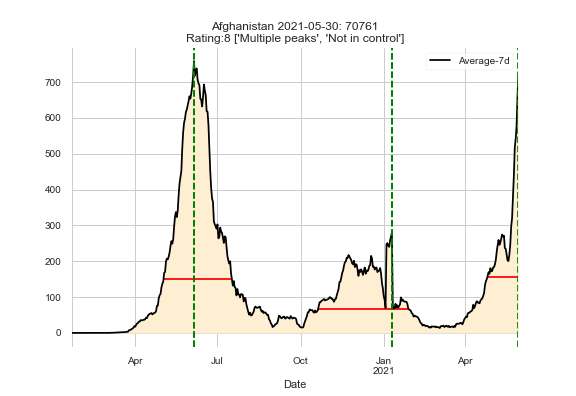 Afghanistan 2021-05-30: 70761
Rating:8 ['Multiple peaks', 'Not in control']
Average-7d
700
600
500
400
300
200
100
0
Apr
Jul
Oct
Jan
2021
Apr
Date